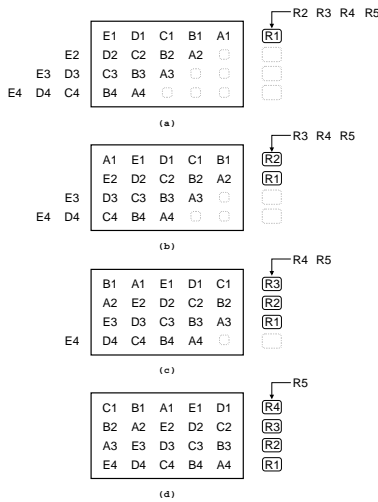 R2 R3 R4 R5
E1 D1 C1 B1 A1 R1
E2 D2 C2 B2 A2
E3 D3 C3 B3 A3
E4 D4 C4 B4 A4
(a)
R3 R4 R5
A1 E1 D1 C1 B1 R2
E2 D2 C2 B2 A2 R1
E3 D3 C3 B3 A3
E4 D4 C4 B4 A4
(b)
R4 R5
B1 A1 E1 D1 C1 R3
A2 E2 D2 C2 B2 R2
E3 D3 C3 B3 A3 R1
E4 D4 C4 B4 A4
(c)
R5
C1 B1 A1 E1 D1 R4
B2 A2 E2 D2 C2 R3
A3 E3 D3 C3 B3 R2
E4 D4 C4 B4 A4 R1
(d)